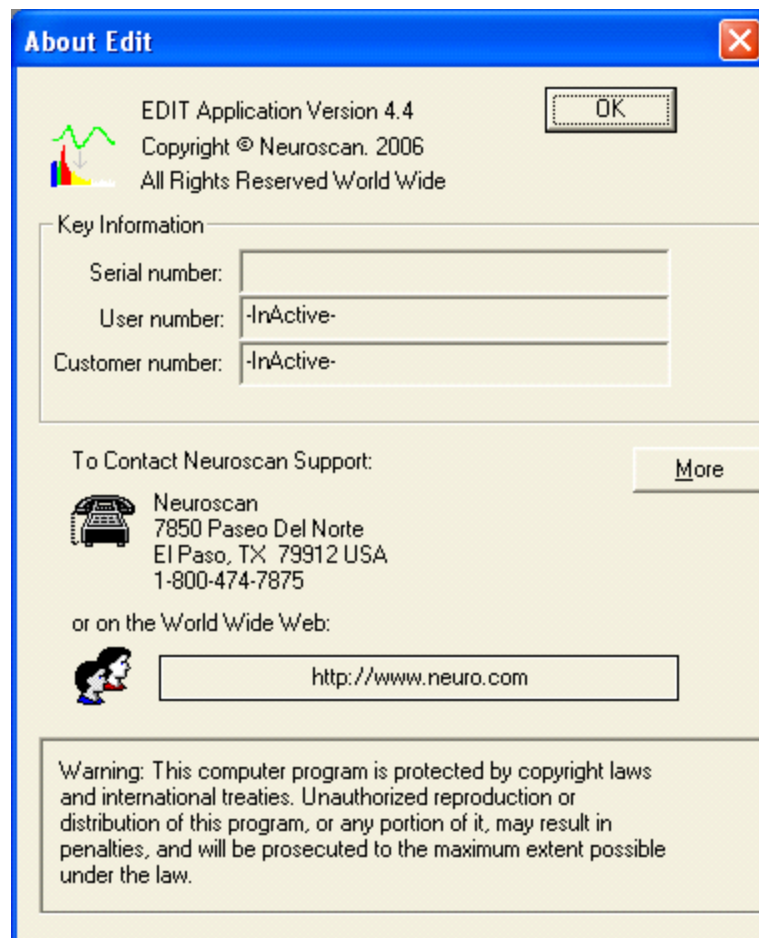 About Edit
EDIT Application Version 4.4
OK
Copyright © Neuroscan. 2006
All Rights Reserved World Wide
Key Information
Serial number:
User number: -InActive-
Customer number: -InActive-
To Contact Neuroscan Support:
More
Neuroscan
7850 Paseo Del Norte
El Paso, TX 79912 USA
1-800-474-7875
or on the World Wide Web:
http://www.neuro.com
Warning: This computer program is protected by copyright laws
and international treaties. Unauthorized reproduction or
distribution of this program, or any portion of it, may result in
penalties, and will be prosecuted to the maximum extent possible
under the law.